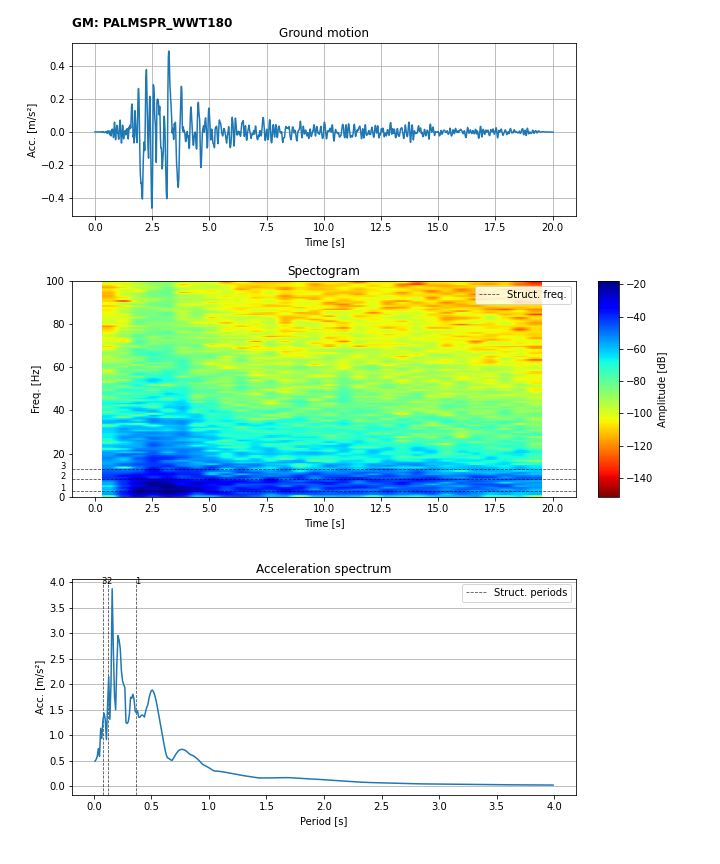 GM: PALMSPR_WWT180
Ground motion
Acc. [m/s²]
0.4
0.2
0.0
−0.2
−0.4
0.0 2.5 5.0 7.5 10.0 12.5 15.0 17.5 20.0
Time [s]
Spectogram
Freq. [Hz]
100
80
60
40
20
0
3
2
1
Struct. freq.
0.0 2.5 5.0 7.5 10.0 12.5 15.0 17.5 20.0
Time [s]
−20
−40
−60
−80
−100
−120
−140
Amplitude [dB]
Acceleration spectrum
Acc. [m/s²]
4.0
3.5
3.0
2.5
2.0
1.5
1.0
0.5
0.0
3 2 1
Struct. periods
0.0 0.5 1.0 1.5 2.0 2.5 3.0 3.5 4.0
Period [s]